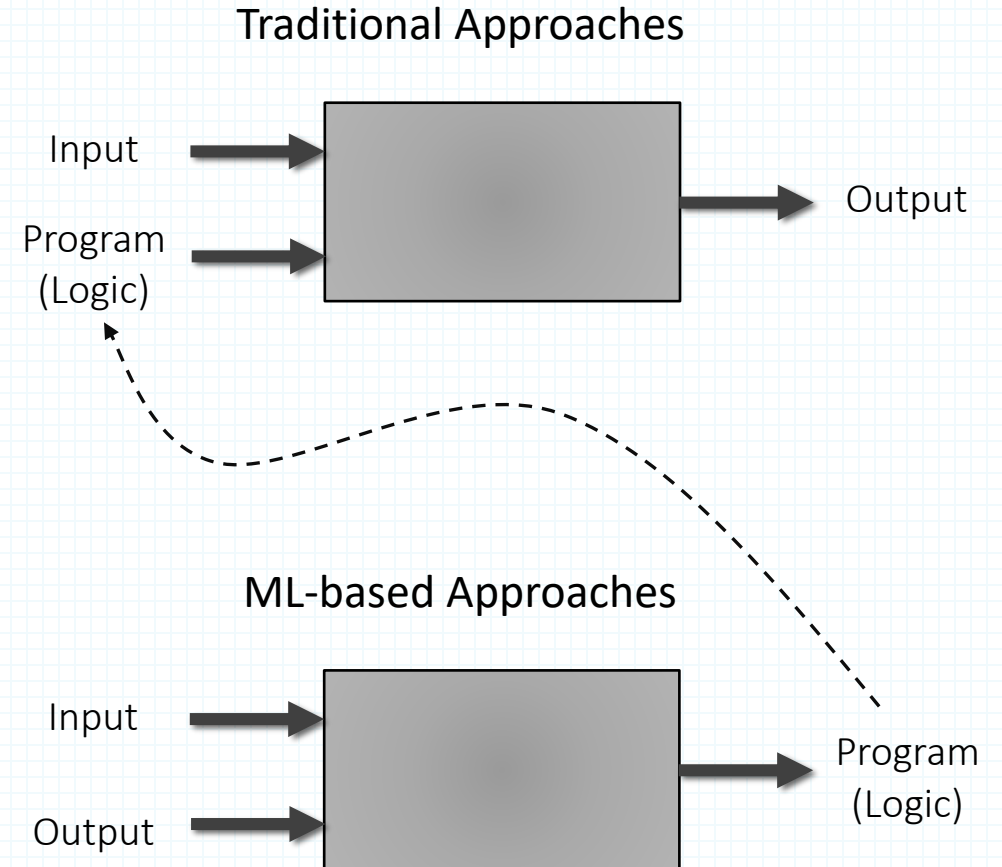 Traditional Approaches
Input
Program
(Logic)
Output
ML-based Approaches
Input
Output
Program
(Logic)